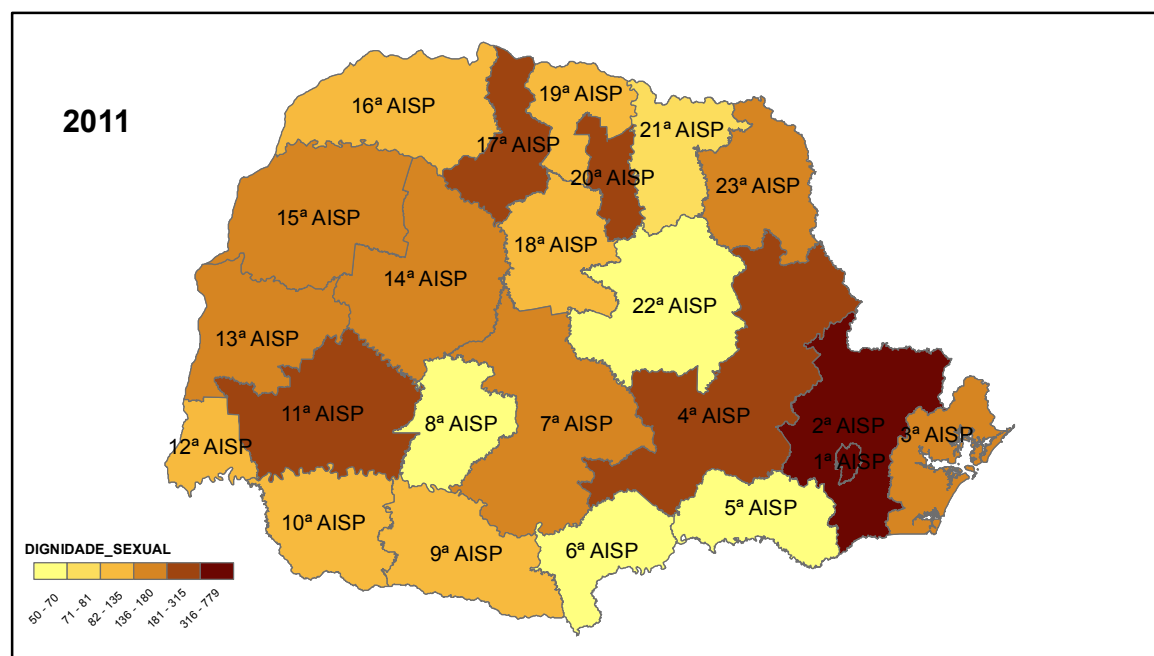 2011
16ª AISP
19ª AISP
21ª AISP
17ª AISP
20ª AISP
23ª AISP
15ª AISP
18ª AISP
14ª AISP
22ª AISP
13ª AISP
11ª AISP
8ª AISP
7ª AISP
4ª AISP
2ª AISP
3ª AISP
12ª AISP
1ª AISP
5ª AISP
10ª AISP
9ª AISP
6ª AISP
DIGNIDADE_SEXUAL
50 - 70
71 - 81
82 - 135
136 - 180
181 - 315
316 - 779